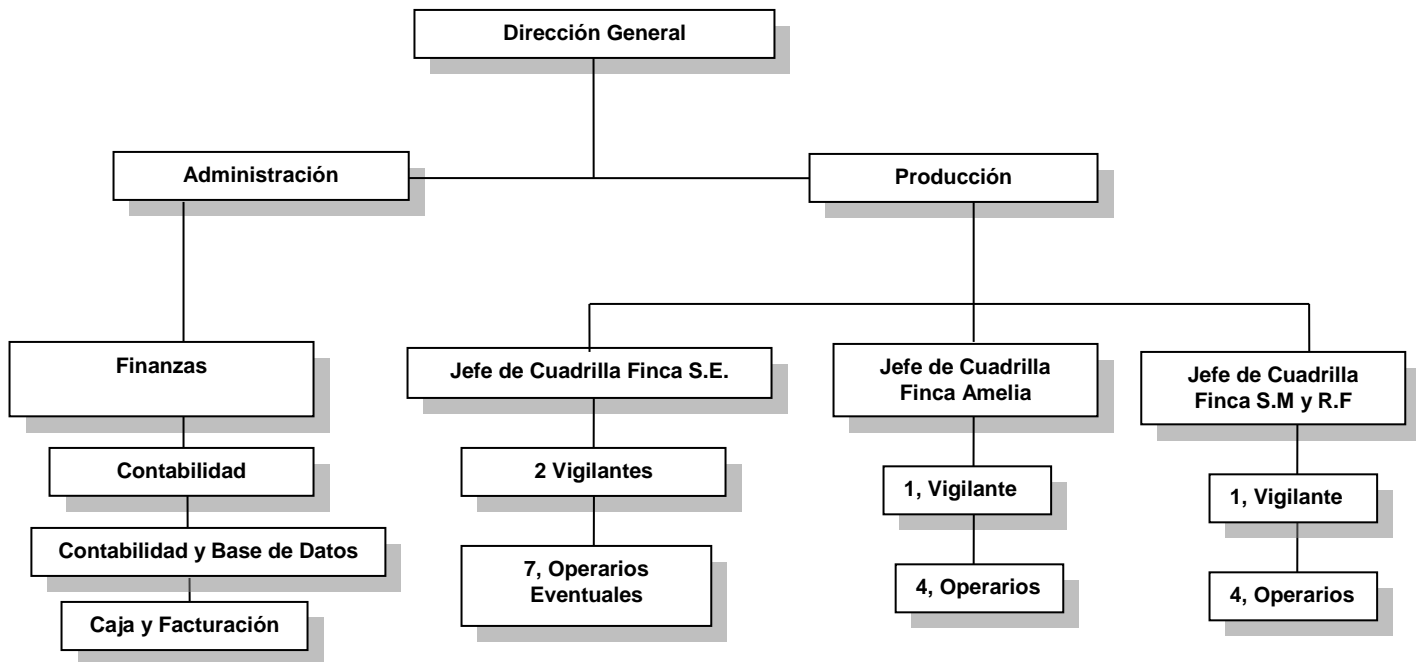 Dirección General
Administración
Producción
Finanzas
Jefe de Cuadrilla Finca S.E.
Jefe de Cuadrilla
Finca Amelia
Jefe de Cuadrilla
Finca S.M y R.F
Contabilidad
2 Vigilantes
1, Vigilante
1, Vigilante
Contabilidad y Base de Datos
7, Operarios
Eventuales
4, Operarios
4, Operarios
Caja y Facturación